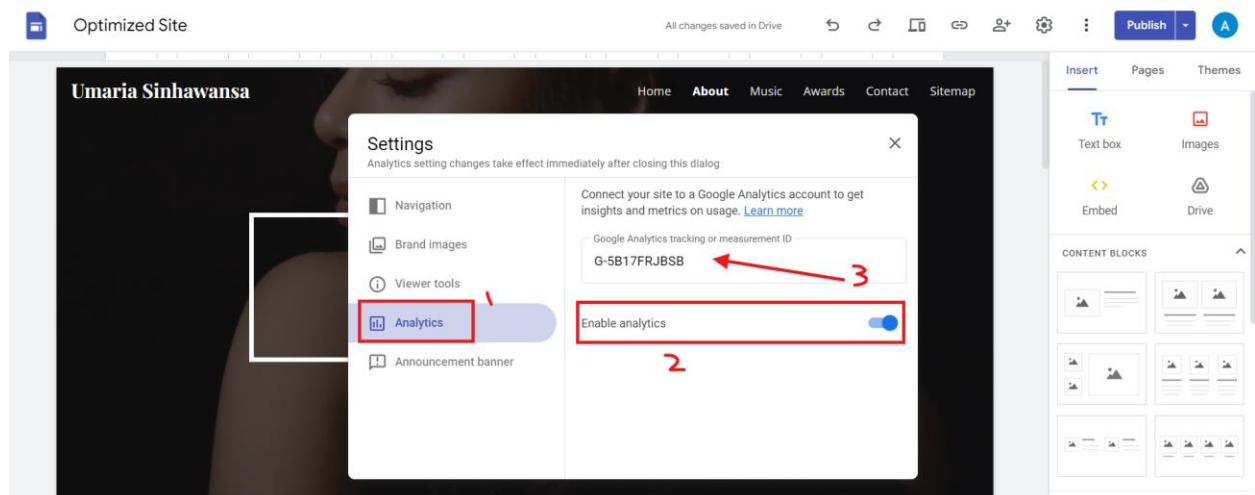 Optimized Site
All changes saved in Drive
Publish
A
Umaria Sinhawansa
Home About Music Awards Contact Sitemap
Insert Pages Themes
Tт
Text box
Images
Embed
Drive
CONTENT BLOCKS
Settings
Analytics setting changes take effect immediately after closing this dialog
Navigation
Brand images
Viewer tools
Analytics
Announcement banner
1
Connect your site to a Google Analytics account to get
insights and metrics on usage. Learn more
Google Analytics tracking or measurement ID
G-5B17FRJBSB
3
Enable analytics
2